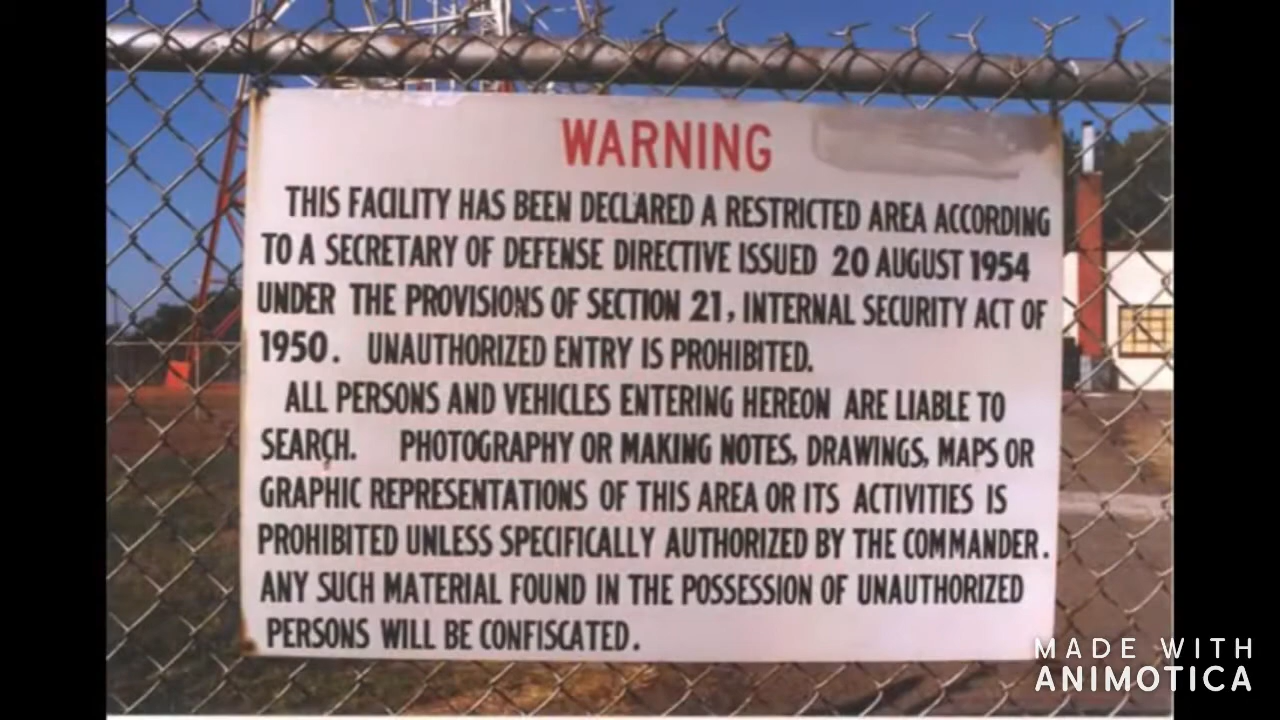 WARNING
THIS FACILITY HAS BEEN DECLARED A RESTRICTED AREA ACCORDING
TO A SECRETARY OF DEFENSE DIRECTIVE ISSUED 20 AUGUST 1954
UNDER THE PROVISIONS OF SECTION 21, INTERNAL SECURITY ACT OF
1950. UNAUTHORIZED ENTRY IS PROHIBITED.
ALL PERSONS AND VEHICLES ENTERING HEREON ARE LIABLE TO
SEARCH. PHOTOGRAPHY OR MAKING NOTES, DRAWINGS, MAPS OR
GRAPHIC REPRESENTATIONS OF THIS AREA OR ITS ACTIVITIES IS
PROHIBITED UNLESS SPECIFICALLY AUTHORIZED BY THE COMMANDER.
ANY SUCH MATERIAL FOUND IN THE POSSESSION OF UNAUTHORIZED
PERSONS WILL BE CONFISCATED.
MADE WITH
ANIMOTICA